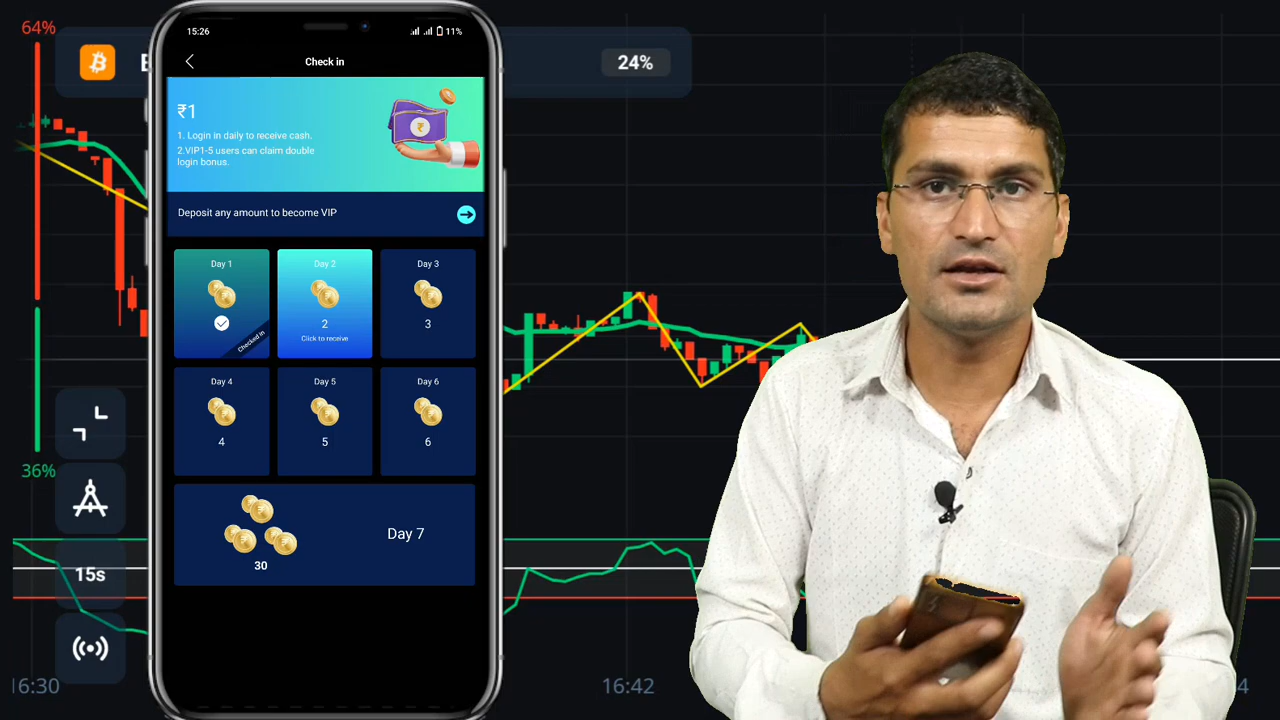 64%
24%
15:26
11%
Check in
₹1
1. Login in daily to receive cash.
2.VIP1-5 users can claim double
login bonus.
Deposit any amount to become VIP
Day 1
Checked in
Day 2
2
Click to receive
Day 3
3
Day 4
4
Day 5
5
Day 6
6
Day 7
30
36%
15s
16:30
16:42
4